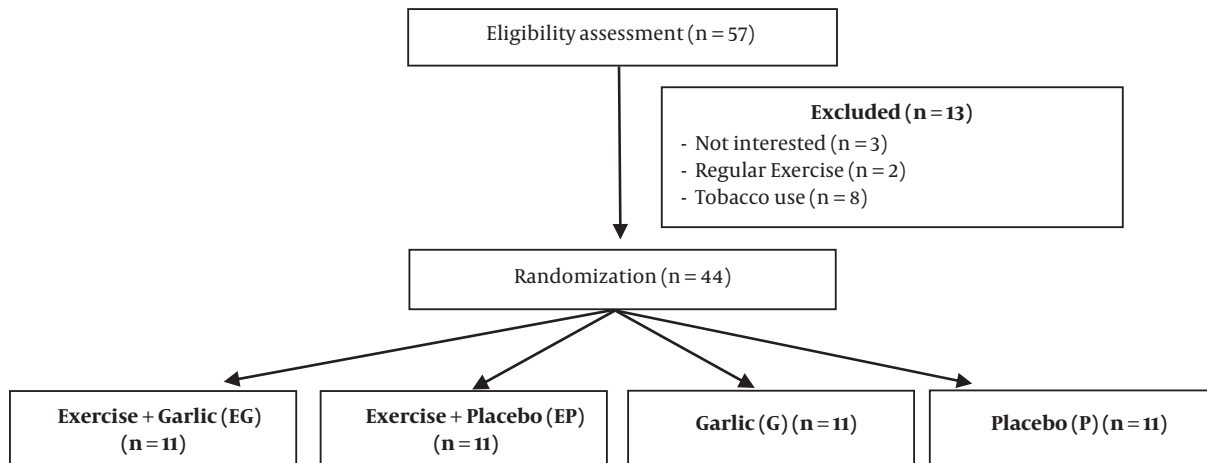 Eligibility assessment (n = 57)
Excluded (n = 13)
- Not interested (n = 3)
- Regular Exercise (n = 2)
- Tobacco use (n = 8)
Randomization (n = 44)
Exercise + Garlic (EG)
(n = 11)
Exercise + Placebo (EP)
(n = 11)
Garlic (G) (n = 11)
Placebo (P) (n = 11)